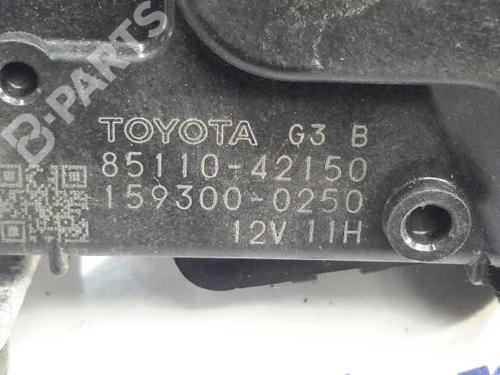 B-PARTS
TOYOTA G3 B
85110-42150
159300-0250
12V 11H